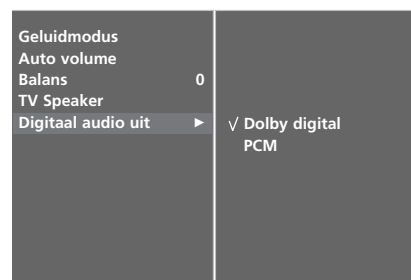 Geluidmodus
Auto volume
Balans 0
TV Speaker
Digitaal audio uit ►
√ Dolby digital
PCM